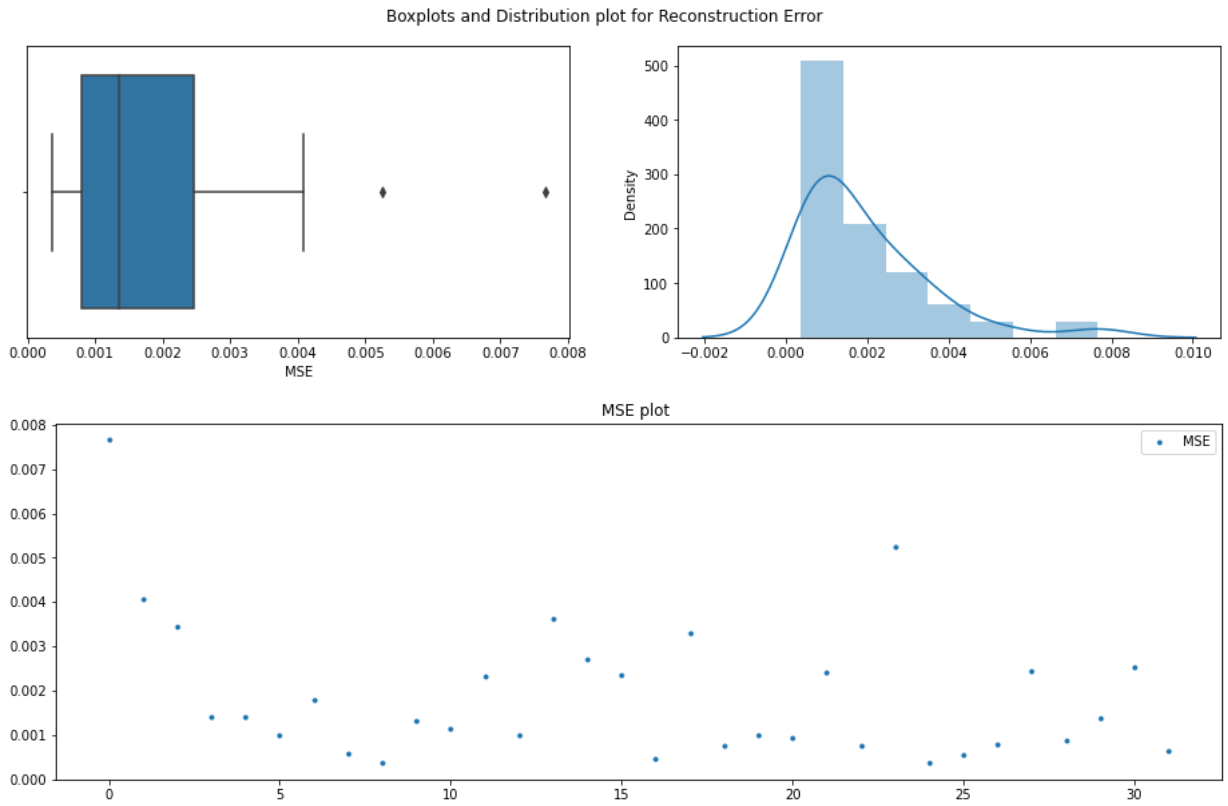 Boxplots and Distribution plot for Reconstruction Error
0.000 0.001 0.002 0.003 0.004 0.005 0.006 0.007 0.008
MSE
500
400
300
200
100
0
Density
−0.002 0.000 0.002 0.004 0.006 0.008 0.010
MSE plot
0.008
0.007
0.006
0.005
0.004
0.003
0.002
0.001
0.000
MSE
0 5 10 15 20 25 30